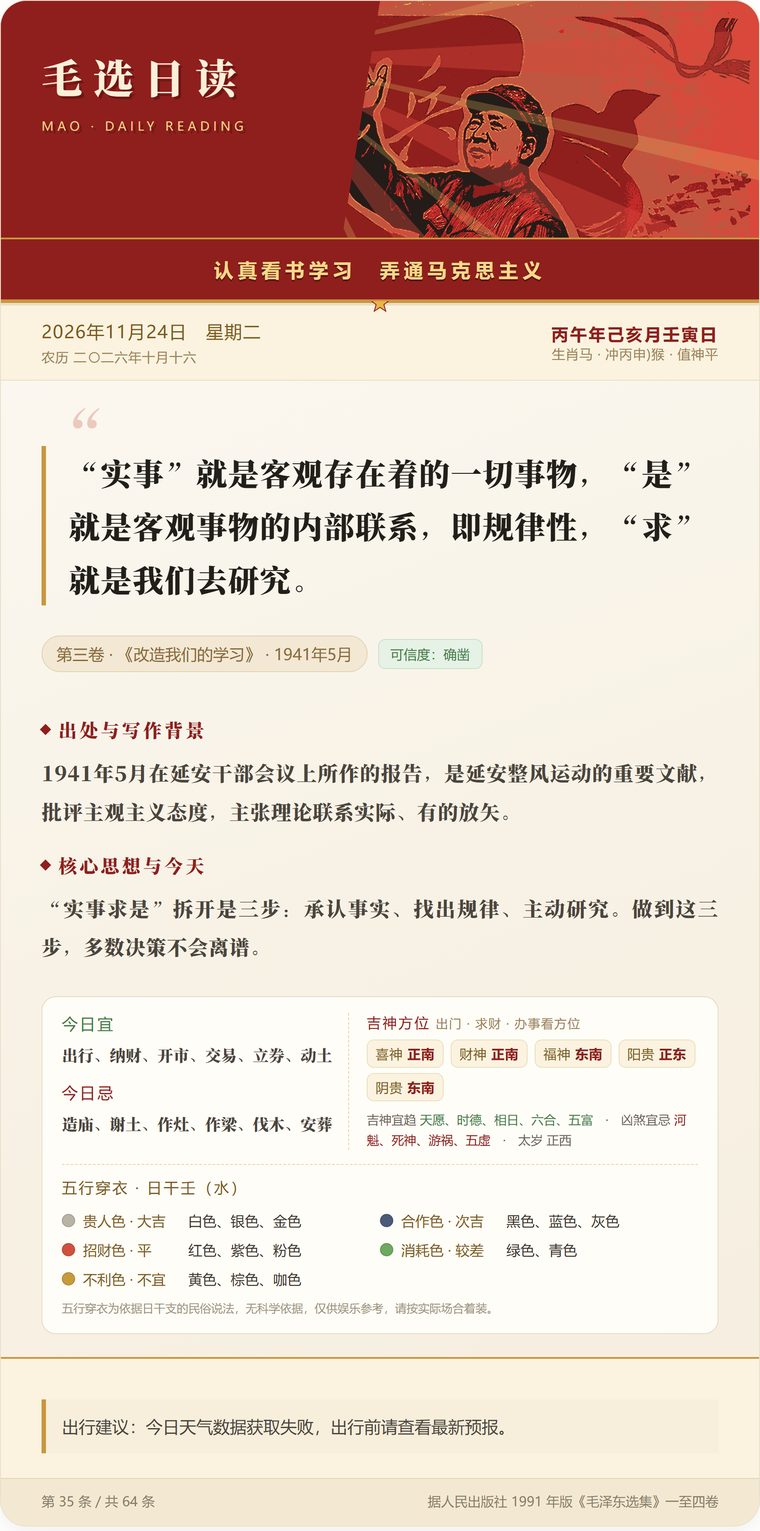 毛选日读
MAO · DAILY READING
认真看书学习　弄通马克思主义
2026年11月24日　星期二
农历 二〇二六年十月十六
丙午年己亥月壬寅日
生肖马 · 冲丙申)猴 · 值神平
“
“实事”就是客观存在着的一切事物，“是”
就是客观事物的内部联系，即规律性，“求”
就是我们去研究。
第三卷 · 《改造我们的学习》 · 1941年5月
可信度：确凿
出处与写作背景
1941年5月在延安干部会议上所作的报告，是延安整风运动的重要文献，
批评主观主义态度，主张理论联系实际、有的放矢。
核心思想与今天
“实事求是”拆开是三步：承认事实、找出规律、主动研究。做到这三
步，多数决策不会离谱。
今日宜
出行、纳财、开市、交易、立券、动土
今日忌
造庙、谢土、作灶、作梁、伐木、安葬
吉神方位 出门 · 求财 · 办事看方位
喜神 正南 财神 正南 福神 东南 阳贵 正东
阴贵 东南
吉神宜趋 天愿、时德、相日、六合、五富 · 凶煞宜忌 河
魁、死神、游祸、五虚 · 太岁 正西
五行穿衣 · 日干壬（水）
贵人色 · 大吉 白色、银色、金色
合作色 · 次吉 黑色、蓝色、灰色
招财色 · 平 红色、紫色、粉色
消耗色 · 较差 绿色、青色
不利色 · 不宜 黄色、棕色、咖色
五行穿衣为依据日干支的民俗说法，无科学依据，仅供娱乐参考，请按实际场合着装。
出行建议：今日天气数据获取失败，出行前请查看最新预报。
第 35 条 / 共 64 条
据人民出版社 1991 年版《毛泽东选集》一至四卷